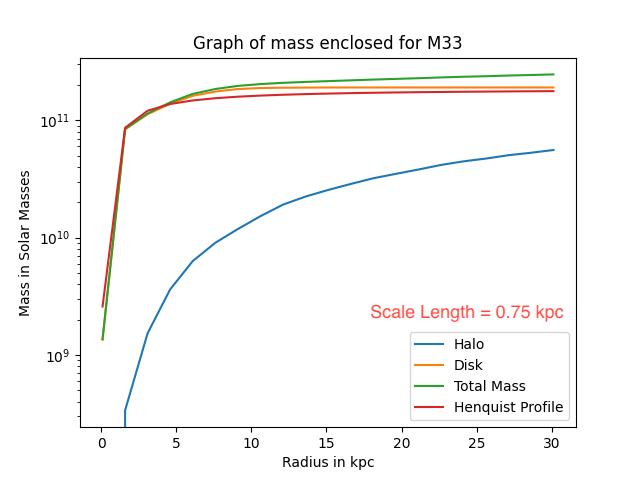 Graph of mass enclosed for M33
Mass in Solar Masses
10^11
10^10
10^9
Scale Length = 0.75 kpc
Halo
Disk
Total Mass
Henquist Profile
0 5 10 15 20 25 30
Radius in kpc